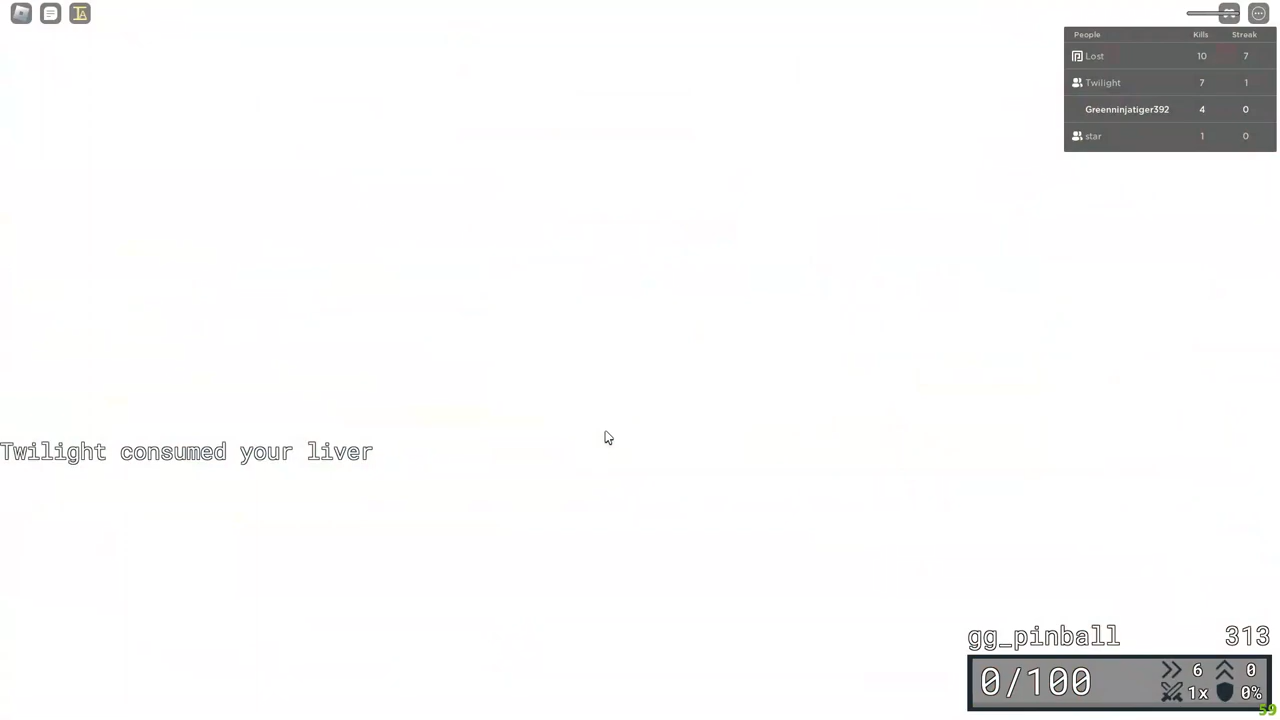 People Kills Streak
Lost 10 7
Twilight 7 1
Greenninjatiger392 4 0
star 1 0
Twilight consumed your liver
gg_pinball 313
0/100 6 0
1x 0%
59